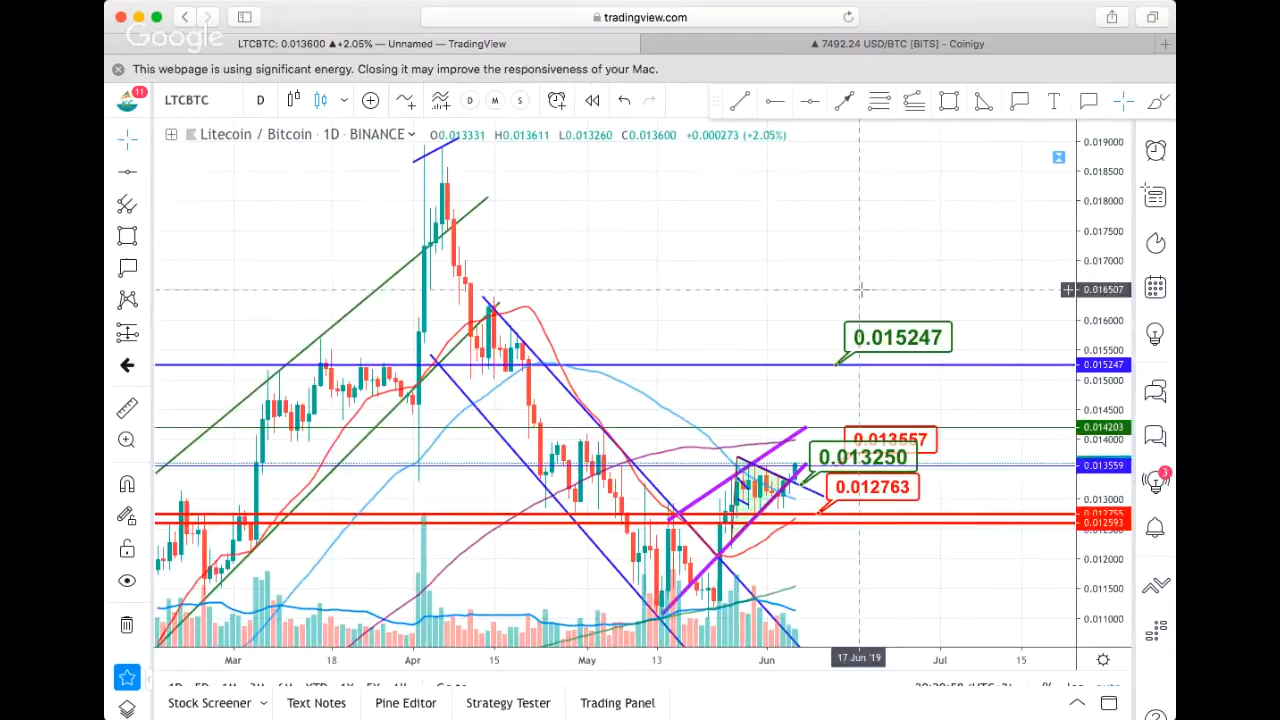 tradingview.com
Google
LTCBTC: 0.013600 ▲+2.05% — Unnamed — TradingView
▲ 7492.24 USD/BTC [BITS] - Coinigy
This webpage is using significant energy. Closing it may improve the responsiveness of your Mac.
11
LTCBTC
D
D
M
S
T
Litecoin / Bitcoin · 1D · BINANCE
O0.013331 H0.013611 L0.013260 C0.013600 +0.000273 (+2.05%)
0.019000
0.018500
0.018000
0.017500
0.017000
0.016507
0.016000
0.015247
0.015500
0.015247
0.015000
0.014500
0.014203
0.014000
0.013557
0.013250
0.013559
0.012763
0.013000
0.012755
0.012593
0.012000
0.011500
0.011000
3
Mar
18
Apr
15
May
13
Jun
17 Jun '19
Jul
15
Stock Screener
Text Notes
Pine Editor
Strategy Tester
Trading Panel